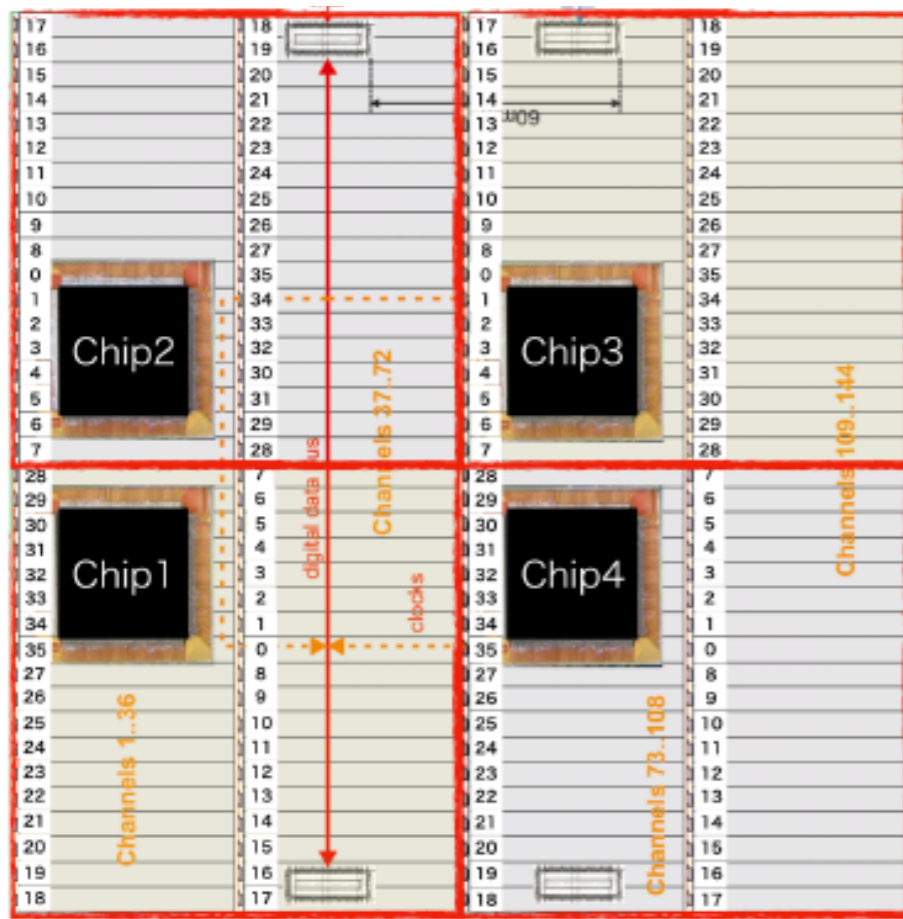 17 18 17 18
16 19 16 19
15 20 15 20
14 21 14 21
13 22 13 60m 22
12 23 12 23
11 24 11 24
10 25 10 25
9 26 9 26
8 27 8 27
0 35 0 35
1 34 1 34
2 33 2 33
3 32 3 32
Chip2 Chip3
4 30 4 31
5 31 5 30
6 29 6 29
7 28 7 28
Channels 37..72
Channels 109..144
digital data bus
clocks
28 7 28 7
29 6 29 6
30 5 30 5
31 4 31 4
Chip1 Chip4
32 3 32 3
33 2 33 2
34 1 34 1
35 0 35 0
27 8 27 8
26 9 26 9
25 10 25 10
24 11 24 11
23 12 23 12
22 13 22 13
21 14 21 14
20 15 20 15
19 16 19 16
18 17 18 17
Channels 1..36
Channels 73..108